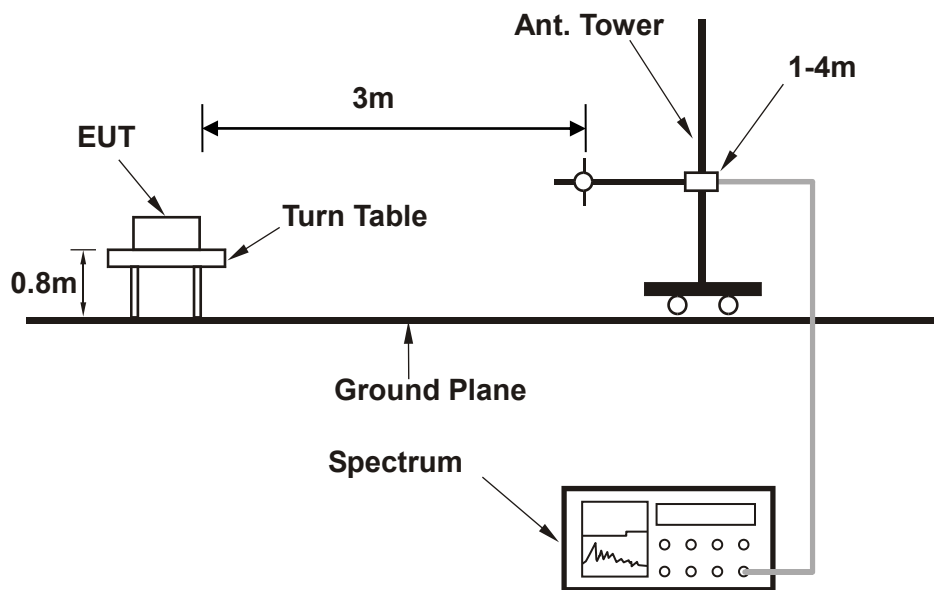 Ant. Tower
1-4m
3m
EUT
Turn Table
0.8m
Ground Plane
Spectrum